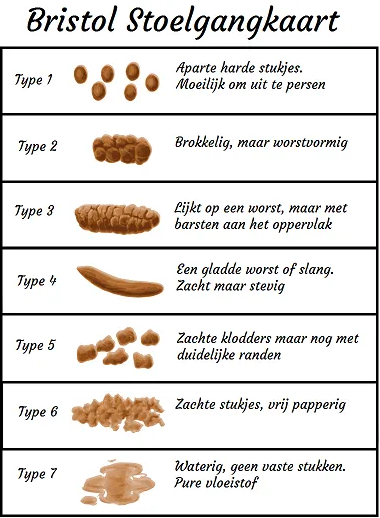 Bristol Stoelgangkaart
Type 1
Aparte harde stukjes.
Moeilijk om uit te persen
Type 2
Brokkelig, maar worstvormig
Type 3
Lijkt op een worst, maar met
barsten aan het oppervlak
Type 4
Een gladde worst of slang.
Zacht maar stevig
Type 5
Zachte klodders maar nog met
duidelijke randen
Type 6
Zachte stukjes, vrij papperig
Type 7
Waterig, geen vaste stukken.
Pure vloeistof